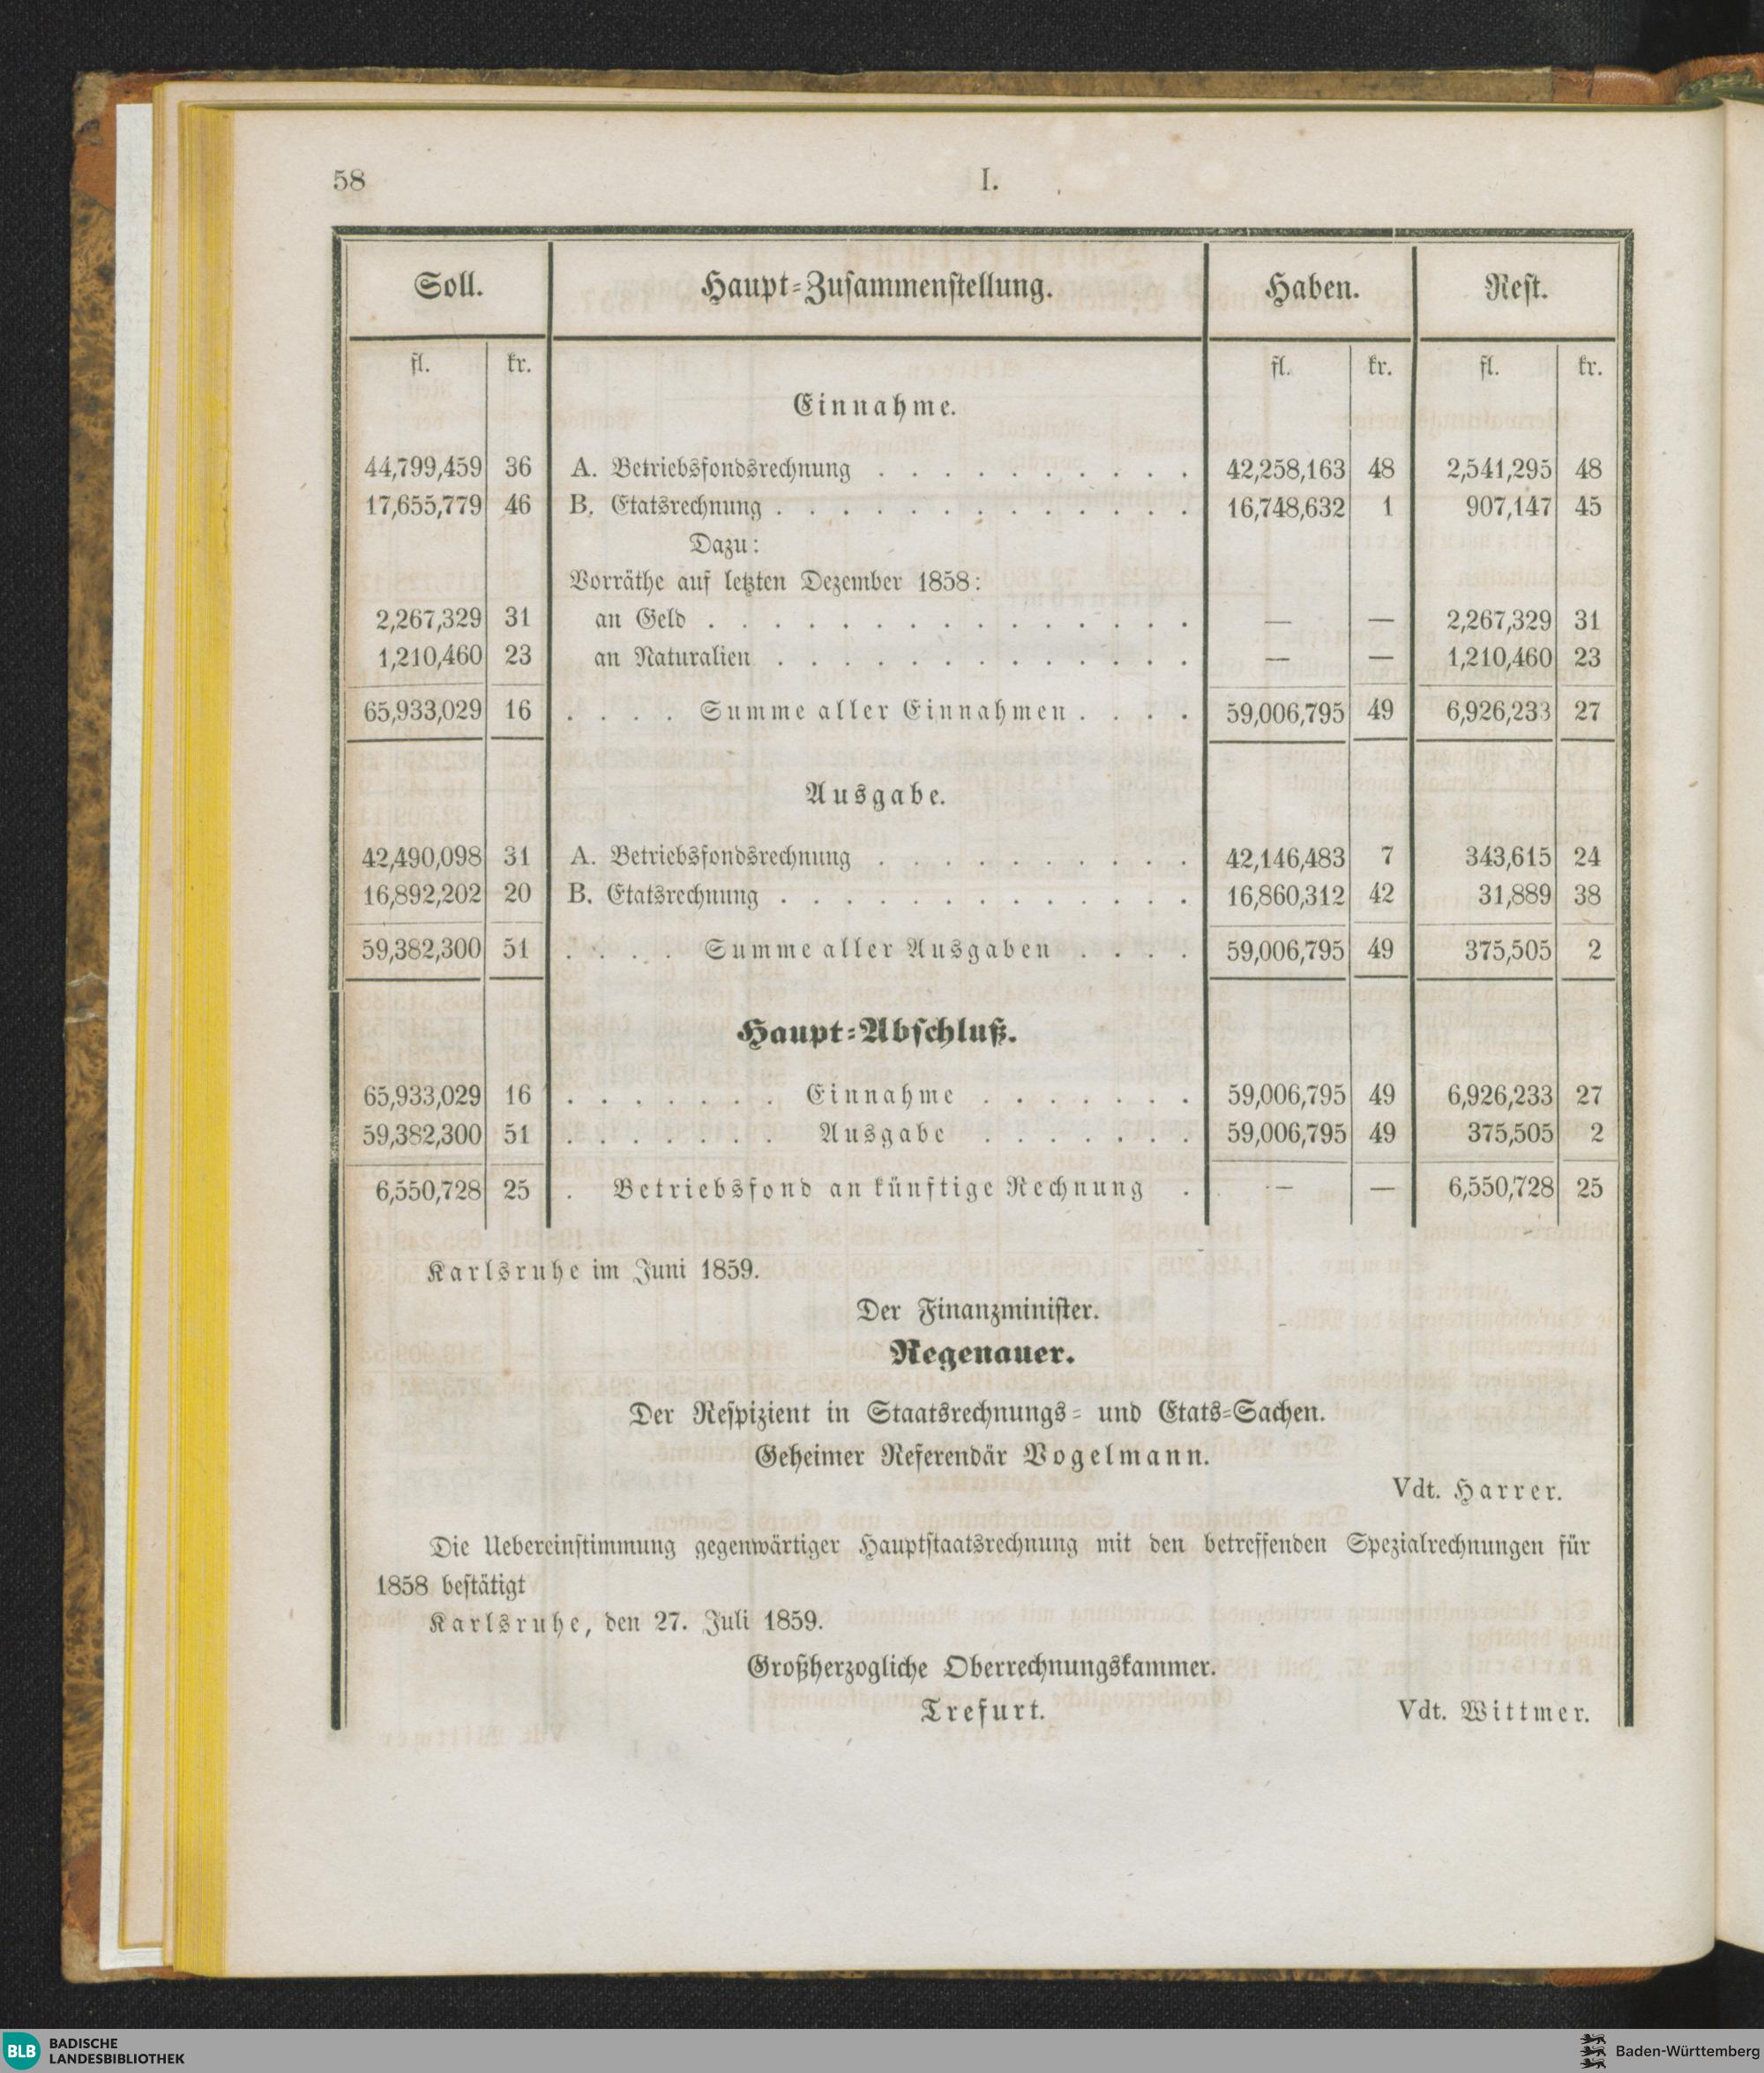 58 I.
Soll. Haupt-Zusammenstellung. Haben. Rest.
fl. kr. fl. kr. fl. kr.
Einnahme.
44,799,459 36 A. Betriebsfondsrechnung . . . . . . . . . . 42,258,163 48 2,541,295 48
17,655,779 46 B. Etatsrechnung . . . . . . . . . . . . . 16,748,632 1 907,147 45
Dazu:
Vorräthe auf letzten Dezember 1858:
2,267,329 31 an Geld . . . . . . . . . . . . . . . — — 2,267,329 31
1,210,460 23 an Naturalien . . . . . . . . . . . . . — — 1,210,460 23
65,933,029 16 . . . . Summe aller Einnahmen . . . . 59,006,795 49 6,926,233 27
Ausgabe.
42,490,098 31 A. Betriebsfondsrechnung . . . . . . . . . . 42,146,483 7 343,615 24
16,892,202 20 B. Etatsrechnung . . . . . . . . . . . . . 16,860,312 42 31,889 38
59,382,300 51 . . . . Summe aller Ausgaben . . . . 59,006,795 49 375,505 2
Haupt-Abschluß.
65,933,029 16 . . . . . . . Einnahme . . . . . . . 59,006,795 49 6,926,233 27
59,382,300 51 . . . . . . . Ausgabe . . . . . . . 59,006,795 49 375,505 2
6,550,728 25 . Betriebsfond an künftige Rechnung . — — 6,550,728 25
Karlsruhe im Juni 1859.
Der Finanzminister.
Regenauer.
Der Respizient in Staatsrechnungs- und Etats-Sachen.
Geheimer Referendär Vogelmann.
Vdt. Harrer.
Die Uebereinstimmung gegenwärtiger Hauptstaatsrechnung mit den betreffenden Spezialrechnungen für
1858 bestätigt
Karlsruhe, den 27. Juli 1859.
Großherzogliche Oberrechnungskammer.
Trefurt. Vdt. Wittmer.
BLB BADISCHE LANDESBIBLIOTHEK Baden-Württemberg